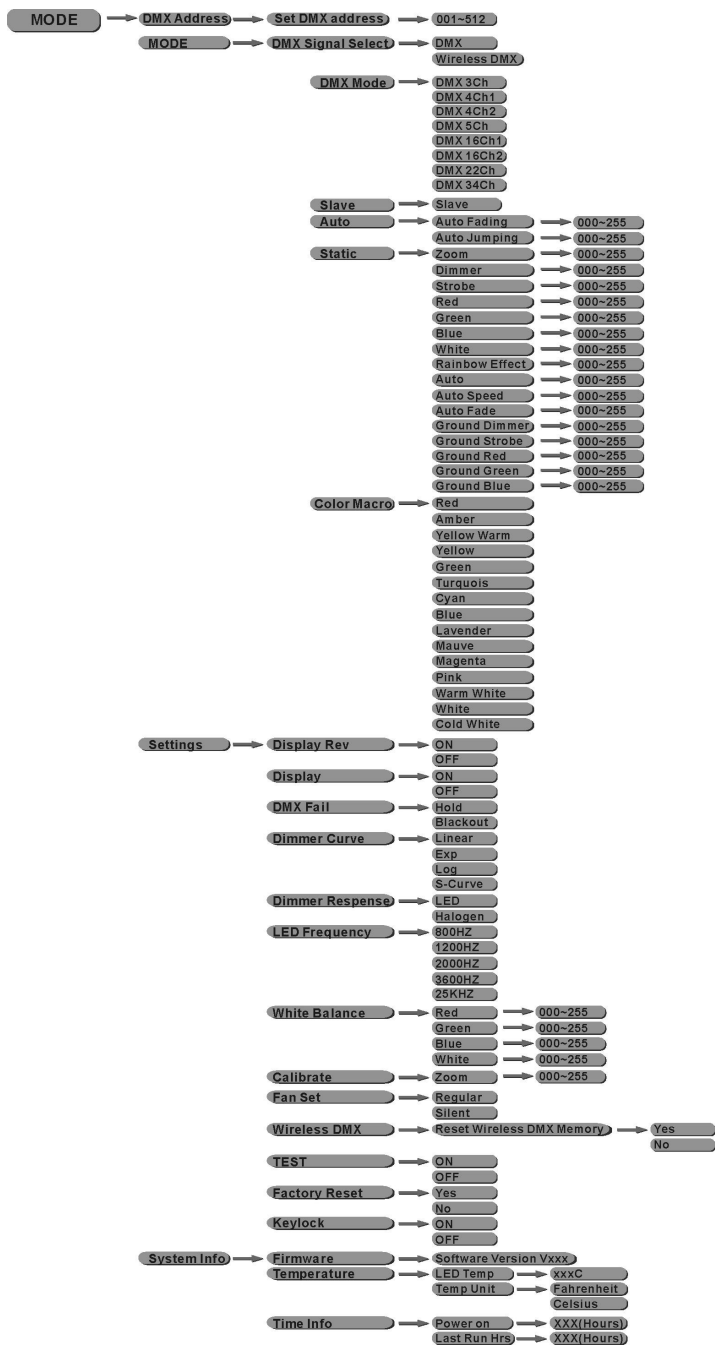 MODE DMX Address Set DMX address 001~512
MODE DMX Signal Select DMX
Wireless DMX
DMX Mode DMX 3Ch
DMX 4Ch1
DMX 4Ch2
DMX 5Ch
DMX 16Ch1
DMX 16Ch2
DMX 22Ch
DMX 34Ch
Slave Slave
Auto Auto Fading 000~255
Auto Jumping 000~255
Static Zoom 000~255
Dimmer 000~255
Strobe 000~255
Red 000~255
Green 000~255
Blue 000~255
White 000~255
Rainbow Effect 000~255
Auto 000~255
Auto Speed 000~255
Auto Fade 000~255
Ground Dimmer 000~255
Ground Strobe 000~255
Ground Red 000~255
Ground Green 000~255
Ground Blue 000~255
Color Macro Red
Amber
Yellow Warm
Yellow
Green
Turquois
Cyan
Blue
Lavender
Mauve
Magenta
Pink
Warm White
White
Cold White
Settings Display Rev ON
OFF
Display ON
OFF
DMX Fail Hold
Blackout
Dimmer Curve Linear
Exp
Log
S-Curve
Dimmer Respense LED
Halogen
LED Frequency 800HZ
1200HZ
2000HZ
3600HZ
25KHZ
White Balance Red 000~255
Green 000~255
Blue 000~255
White 000~255
Calibrate Zoom 000~255
Fan Set Regular
Silent
Wireless DMX Reset Wireless DMX Memory Yes
No
TEST ON
OFF
Factory Reset Yes
No
Keylock ON
OFF
System Info Firmware Software Version Vxxx
Temperature LED Temp xxxC
Temp Unit Fahrenheit
Celsius
Time Info Power on XXX(Hours)
Last Run Hrs XXX(Hours)